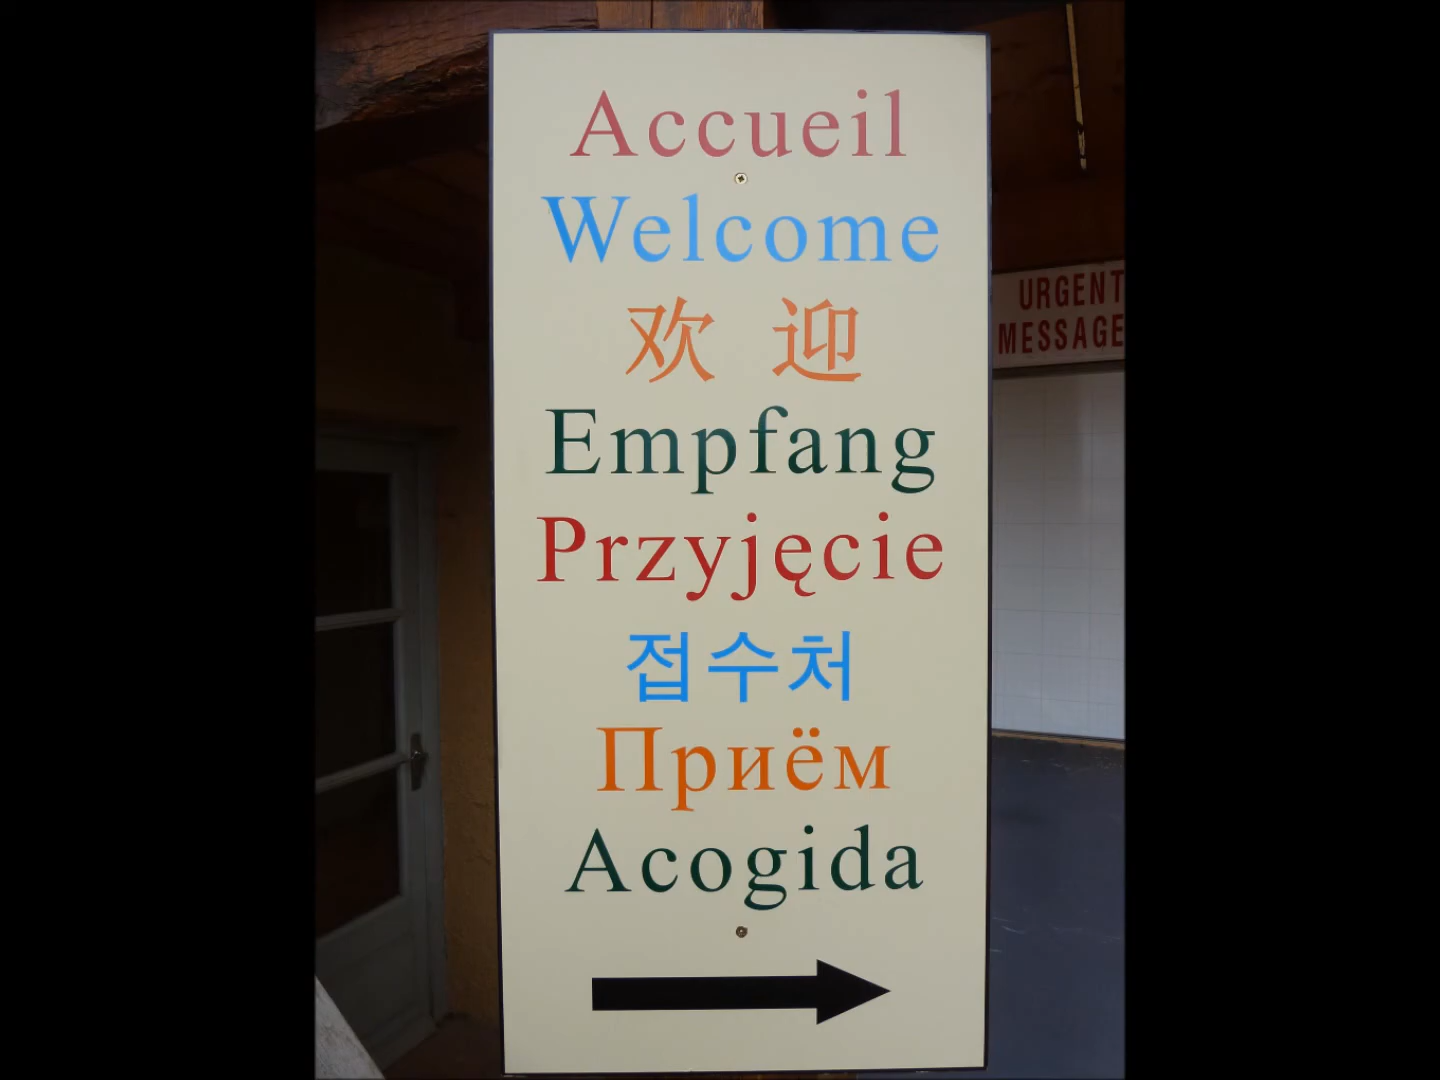 Accueil
Welcome
欢 迎
Empfang
Przyjęcie
접수처
Приём
Acogida
URGENT
MESSAGE